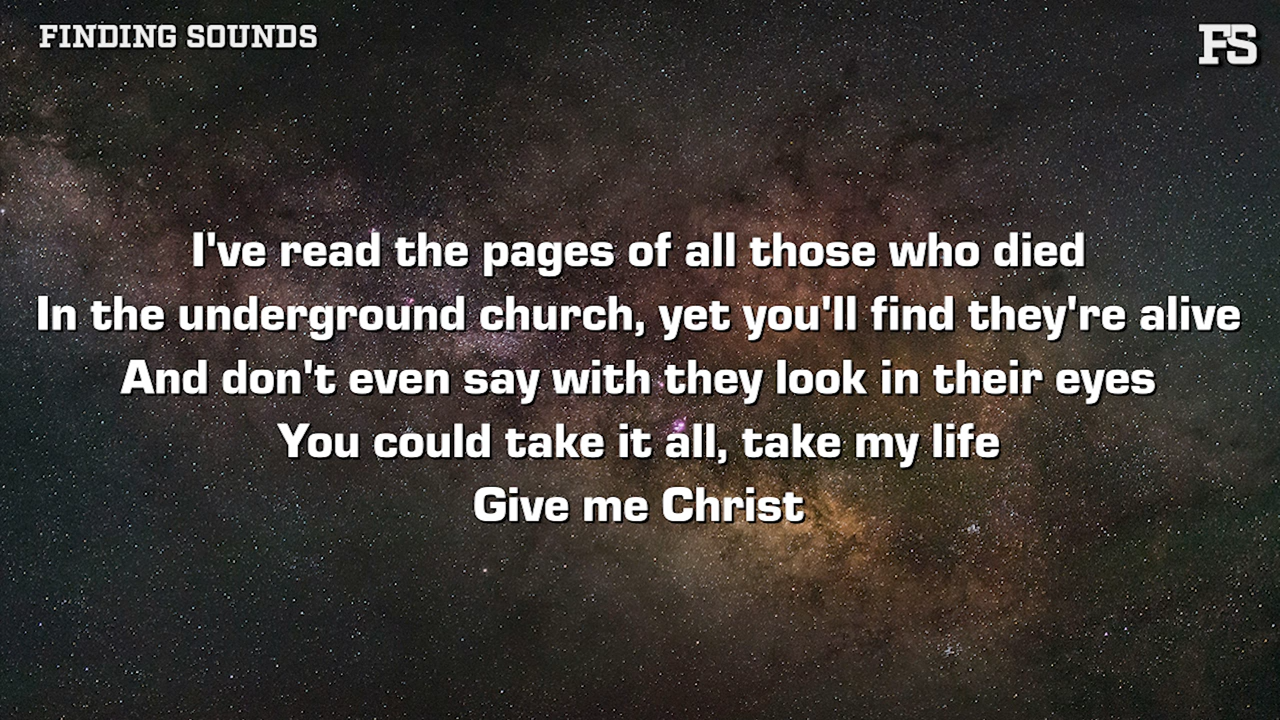 FINDING SOUNDS
FS
I've read the pages of all those who died
In the underground church, yet you'll find they're alive
And don't even say with they look in their eyes
You could take it all, take my life
Give me Christ